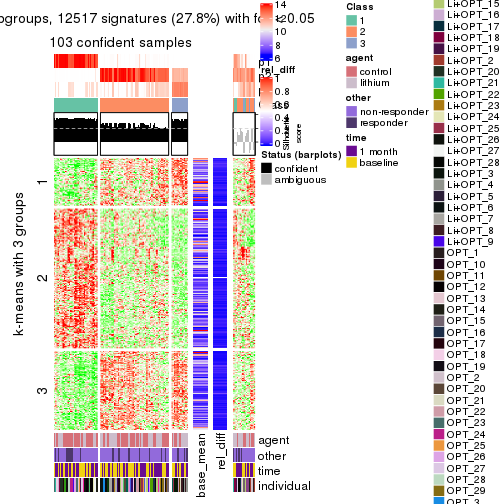 ogroups, 12517 signatures (27.8%) with fdr < 0.05
103 confident samples
14
12
10
8
6
rel_diff
1
0.8
0.6
0.4
0.2
0
Silhouette
score
Status (barplots)
confident
ambiguous
k-means with 3 groups
1
2
3
base_mean
rel_diff
agent
other
time
individual
Class
1
2
3
agent
control
lithium
other
non-responder
responder
time
1 month
baseline
Li+OPT_15
Li+OPT_16
Li+OPT_17
Li+OPT_18
Li+OPT_19
Li+OPT_2
Li+OPT_20
Li+OPT_21
Li+OPT_22
Li+OPT_23
Li+OPT_24
Li+OPT_25
Li+OPT_26
Li+OPT_27
Li+OPT_28
Li+OPT_3
Li+OPT_4
Li+OPT_5
Li+OPT_6
Li+OPT_7
Li+OPT_8
Li+OPT_9
OPT_1
OPT_10
OPT_11
OPT_12
OPT_13
OPT_14
OPT_15
OPT_16
OPT_17
OPT_18
OPT_19
OPT_2
OPT_20
OPT_21
OPT_22
OPT_23
OPT_24
OPT_25
OPT_26
OPT_27
OPT_28
OPT_29
OPT_3